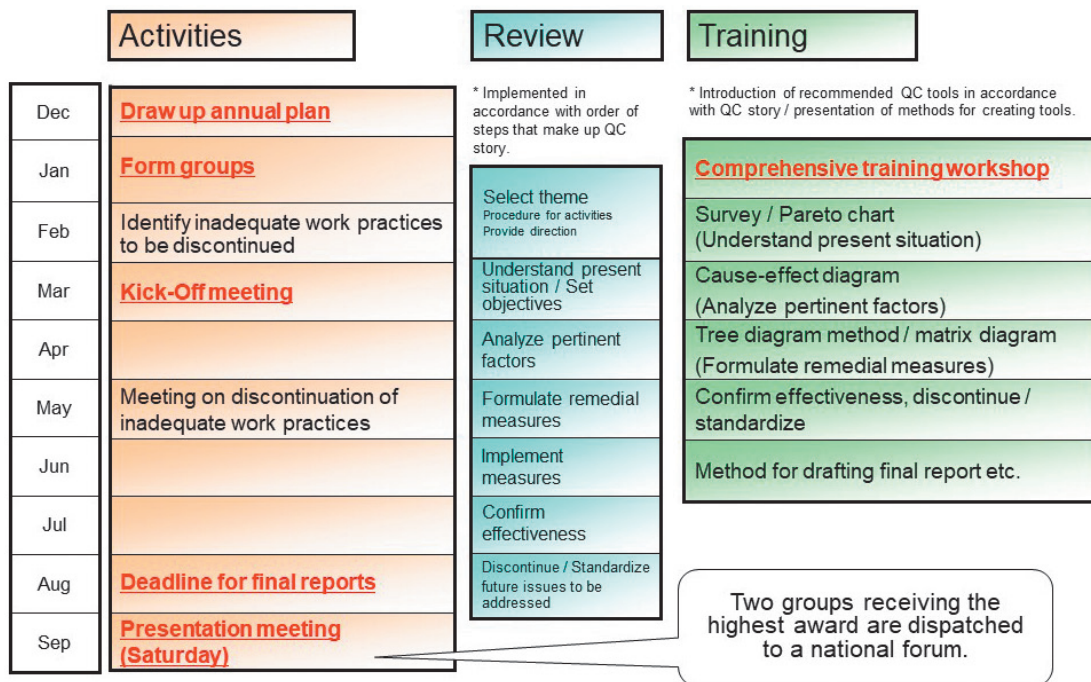 Activities
Review
Training
* Implemented in
accordance with order of
steps that make up QC
story.
* Introduction of recommended QC tools in accordance
with QC story / presentation of methods for creating tools.
Dec
Draw up annual plan
Jan
Form groups
Select theme
Procedure for activities
Provide direction
Comprehensive training workshop
Feb
Identify inadequate work practices
to be discontinued
Survey / Pareto chart
(Understand present situation)
Mar
Kick-Off meeting
Understand present
situation / Set
objectives
Cause-effect diagram
(Analyze pertinent factors)
Apr
Analyze pertinent
factors
Tree diagram method / matrix diagram
(Formulate remedial measures)
May
Meeting on discontinuation of
inadequate work practices
Formulate remedial
measures
Confirm effectiveness, discontinue /
standardize
Jun
Implement
measures
Method for drafting final report etc.
Jul
Confirm
effectiveness
Aug
Deadline for final reports
Discontinue / Standardize
future issues to be
addressed
Sep
Presentation meeting
(Saturday)
Two groups receiving the
highest award are dispatched
to a national forum.